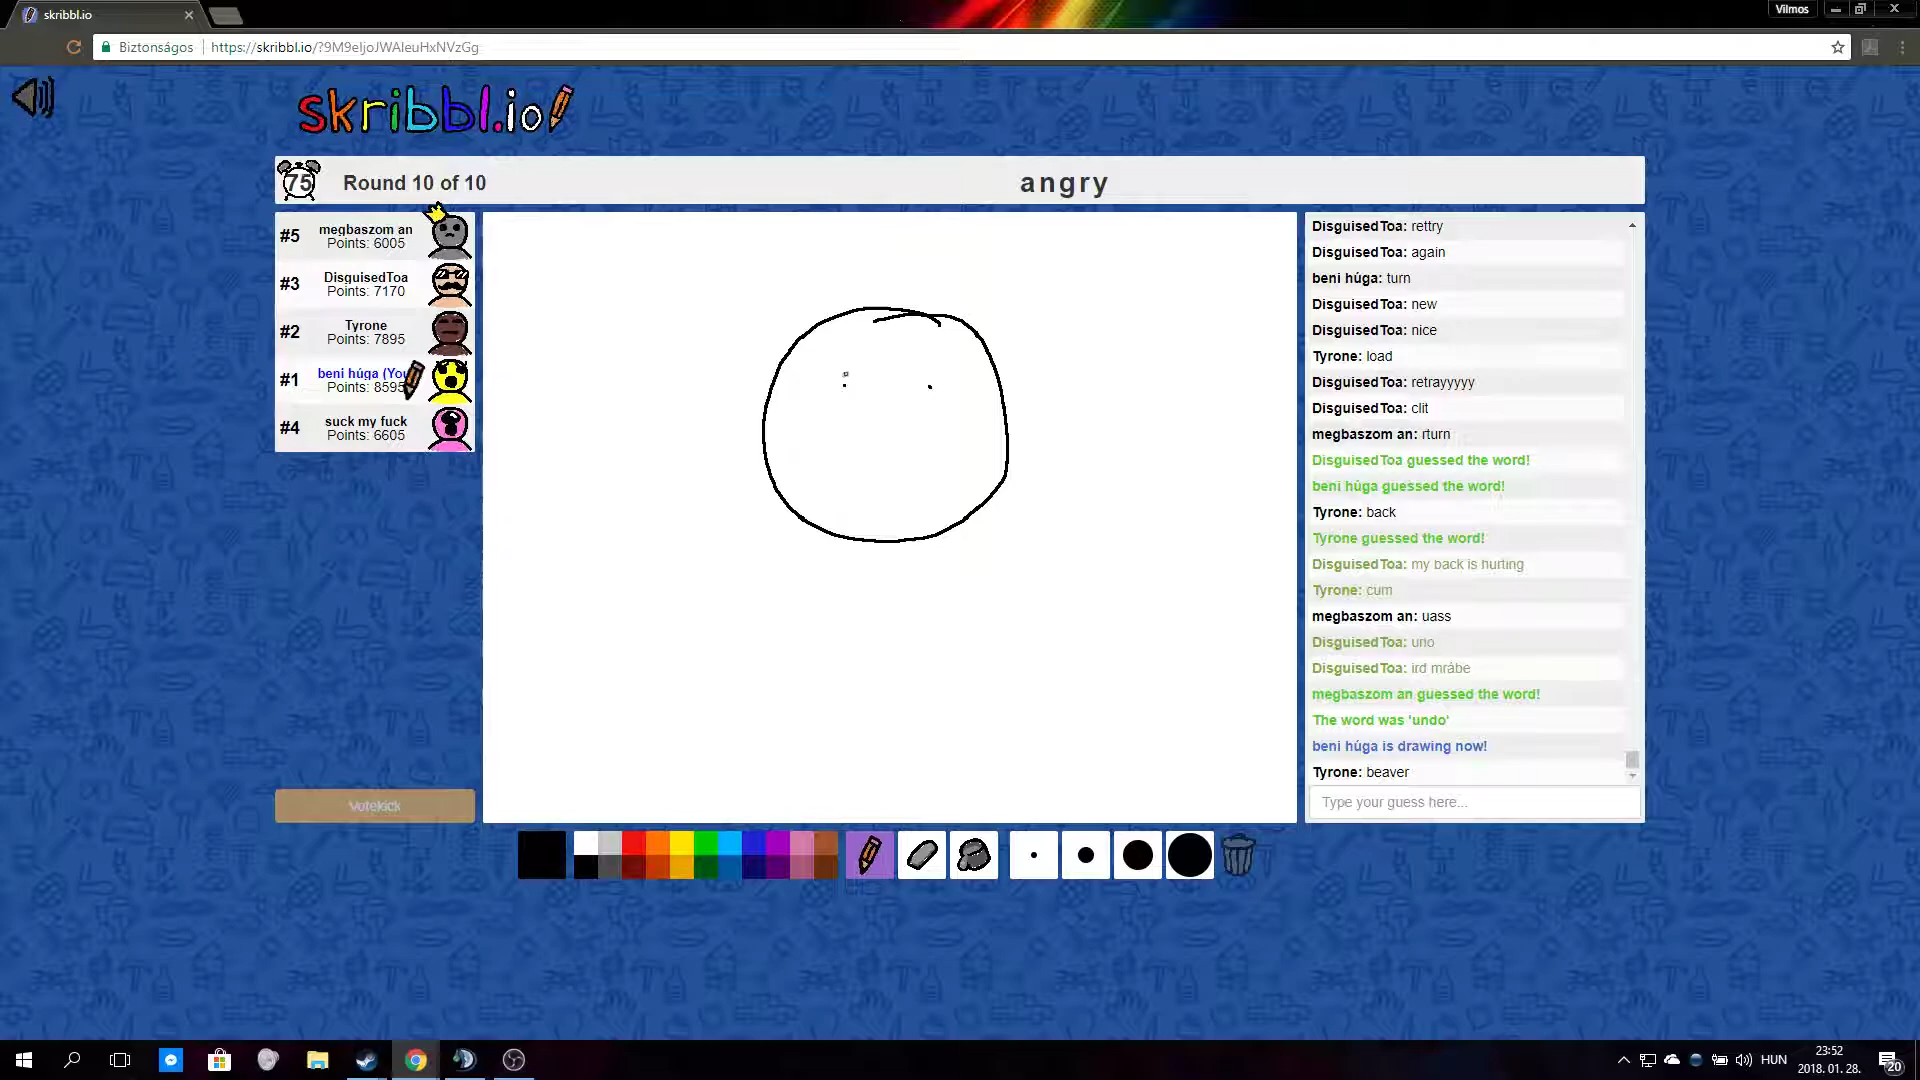 skribbl.io
Vilmos
Biztonságos
https://skribbl.io/?9M9eljoJWAleuHxNVzGg
skribbl.io
75
Round 10 of 10
angry
#5
megbaszom an
Points: 6005
#3
DisguisedToa
Points: 7170
#2
Tyrone
Points: 7895
#1
beni húga (You
Points: 8595
#4
suck my fuck
Points: 6605
Votekick
DisguisedToa: rettry
DisguisedToa: again
beni húga: turn
DisguisedToa: new
DisguisedToa: nice
Tyrone: load
DisguisedToa: retrayyyyy
DisguisedToa: clit
megbaszom an: rturn
DisguisedToa guessed the word!
beni húga guessed the word!
Tyrone: back
Tyrone guessed the word!
DisguisedToa: my back is hurting
Tyrone: cum
megbaszom an: uass
DisguisedToa: uno
DisguisedToa: ird mrábe
megbaszom an guessed the word!
The word was 'undo'
beni húga is drawing now!
Tyrone: beaver
Type your guess here...
HUN
23:52
2018. 01. 28.
20